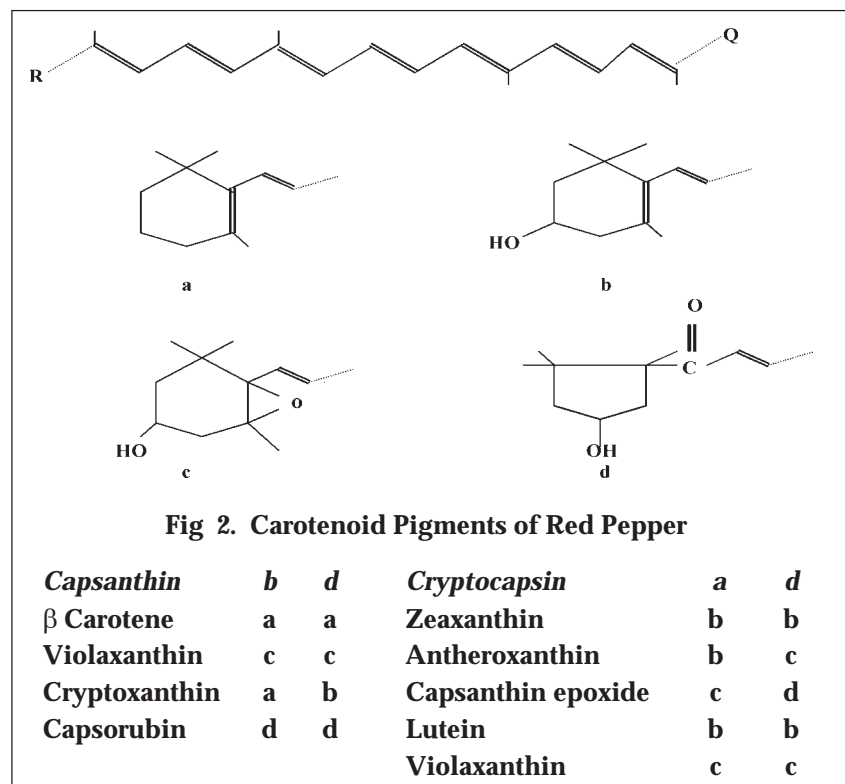 R
Q
a
HO
b
O
C
HO
O
c
OH
d
Fig 2. Carotenoid Pigments of Red Pepper
Capsanthin b d Cryptocapsin a d
β Carotene a a Zeaxanthin b b
Violaxanthin c c Antheroxanthin b c
Cryptoxanthin a b Capsanthin epoxide c d
Capsorubin d d Lutein b b
Violaxanthin c c